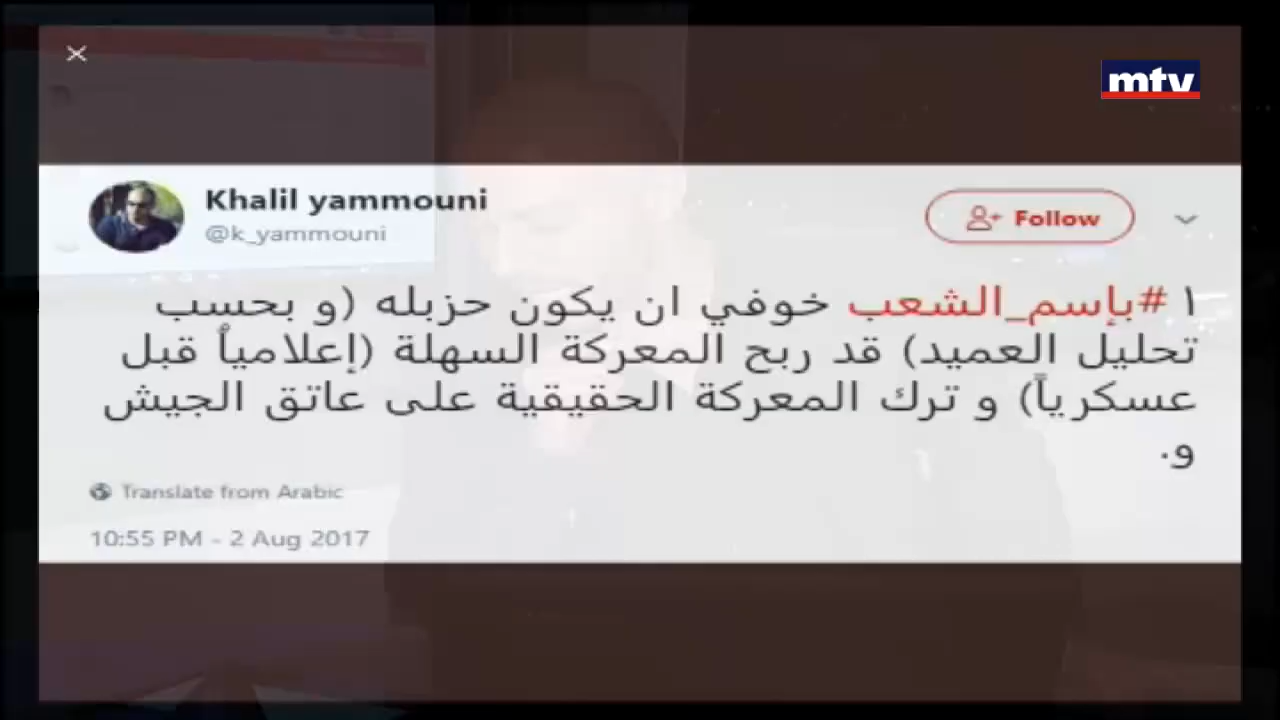 mtv
Khalil yammouni
@k_yammouni
Follow
١ #بإسم_الشعب خوفي ان يكون حزبله (و بحسب
تحليل العميد) قد ربح المعركة السهلة (إعلامياً قبل
عسكرياً) و ترك المعركة الحقيقية على عاتق الجيش
و.
Translate from Arabic
10:55 PM - 2 Aug 2017